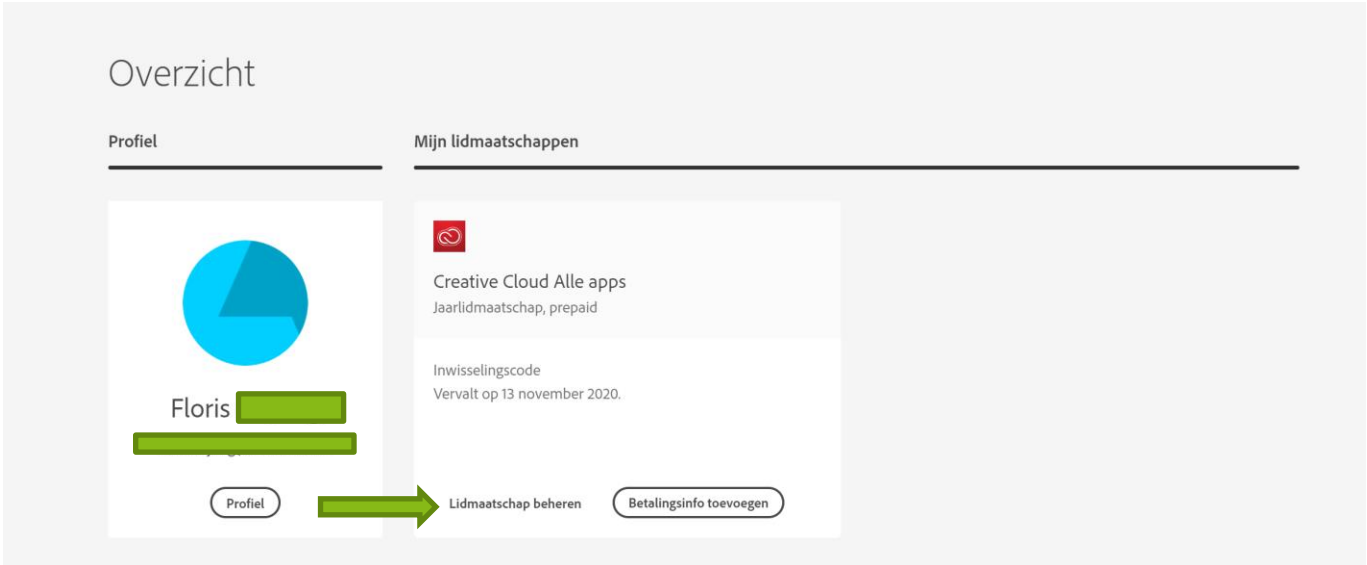 Overzicht
Profiel
Mijn lidmaatschappen
Floris
Profiel
Creative Cloud Alle apps
Jaarlidmaatschap, prepaid
Inwisselingscode
Vervalt op 13 november 2020.
Lidmaatschap beheren
Betalingsinfo toevoegen